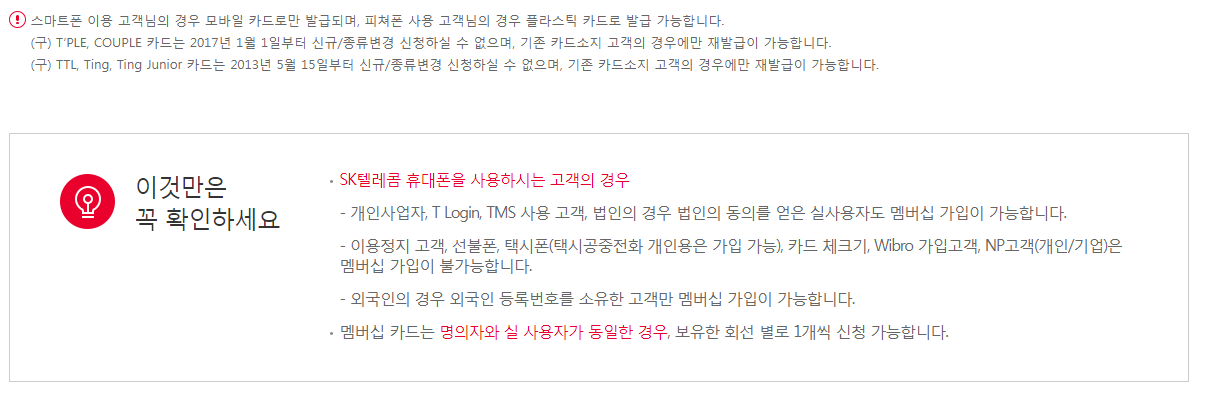 스마트폰 이용 고객님의 경우 모바일 카드로만 발급되며, 피쳐폰 사용 고객님의 경우 플라스틱 카드로 발급 가능합니다.
(구) T'PLE, COUPLE 카드는 2017년 1월 1일부터 신규/종류변경 신청하실 수 없으며, 기존 카드소지 고객의 경우에만 재발급이 가능합니다.
(구) TTL, Ting, Ting Junior 카드는 2013년 5월 15일부터 신규/종류변경 신청하실 수 없으며, 기존 카드소지 고객의 경우에만 재발급이 가능합니다.
이것만은
꼭 확인하세요
• SK텔레콤 휴대폰을 사용하시는 고객의 경우
- 개인사업자, T Login, TMS 사용 고객, 법인의 경우 법인의 동의를 얻은 실사용자도 멤버십 가입이 가능합니다.
- 이용정지 고객, 선불폰, 택시폰(택시공중전화 개인용은 가입 가능), 카드 체크기, Wibro 가입고객, NP고객(개인/기업)은
멤버십 가입이 불가능합니다.
- 외국인의 경우 외국인 등록번호를 소유한 고객만 멤버십 가입이 가능합니다.
• 멤버십 카드는 명의자와 실 사용자가 동일한 경우, 보유한 회선 별로 1개씩 신청 가능합니다.